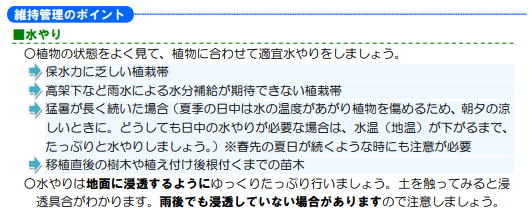 維持管理のポイント
■水やり
○植物の状態をよく見て、植物に合わせて適宜水やりをしましょう。
保水力に乏しい植栽帯
高架下など雨水による水分補給が期待できない植栽帯
猛暑が長く続いた場合（夏季の日中は水の温度があがり植物を傷めるため、朝夕の涼
しいときに。どうしても日中の水やりが必要な場合は、水温（地温）が下がるまで、
たっぷりと水やりしましょう。）※春先の夏日が続くような時にも注意が必要
移植直後の樹木や植え付け後根付くまでの苗木
○水やりは地面に浸透するようにゆっくりたっぷり行いましょう。土を触ってみると浸
透具合がわかります。雨後でも浸透していない場合がありますので注意しましょう。